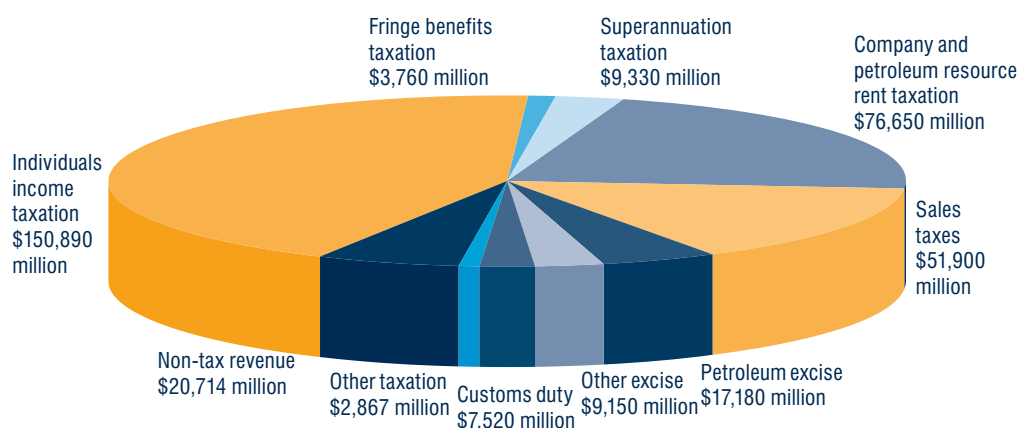 Fringe benefits
taxation
$3,760 million
Superannuation
taxation
$9,330 million
Company and
petroleum resource
rent taxation
$76,650 million
Individuals
income
taxation
$150,890
million
Sales
taxes
$51,900
million
Non-tax revenue
$20,714 million
Other taxation
$2,867 million
Customs duty
$7,520 million
Other excise
$9,150 million
Petroleum excise
$17,180 million